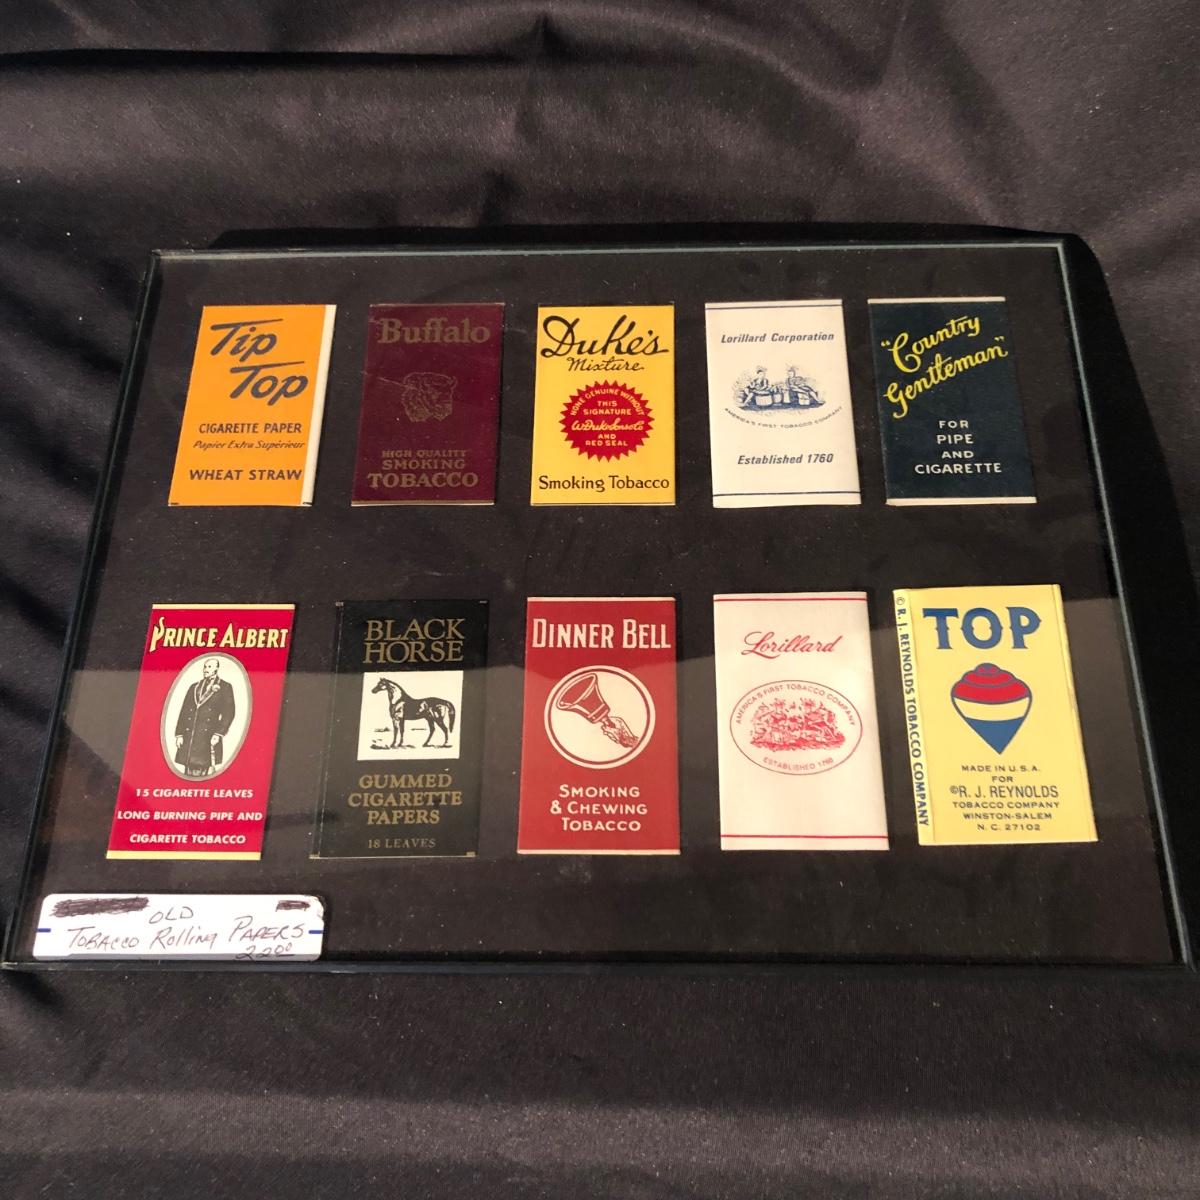 Tip
Top
CIGARETTE PAPER
Papier Extra Supérieur
WHEAT STRAW
Buffalo
HIGH QUALITY
SMOKING
TOBACCO
Duke's
Mixture
NONE GENUINE WITHOUT
THIS
SIGNATURE
W. Duke Sons & Co
AND
RED SEAL
Smoking Tobacco
Lorillard Corporation
AMERICA'S FIRST TOBACCO COMPANY
Established 1760
"Country
Gentleman"
FOR
PIPE
AND
CIGARETTE
PRINCE ALBERT
15 CIGARETTE LEAVES
LONG BURNING PIPE AND
CIGARETTE TOBACCO
BLACK
HORSE
GUMMED
CIGARETTE
PAPERS
18 LEAVES
DINNER BELL
SMOKING
& CHEWING
TOBACCO
Lorillard
AMERICA'S FIRST TOBACCO COMPANY
ESTABLISHED 1760
© R. J. REYNOLDS TOBACCO COMPANY
TOP
MADE IN U.S.A.
FOR
©R. J. REYNOLDS
TOBACCO COMPANY
WINSTON-SALEM
N. C. 27102
OLD
TOBACCO Rolling PAPERS
22.00